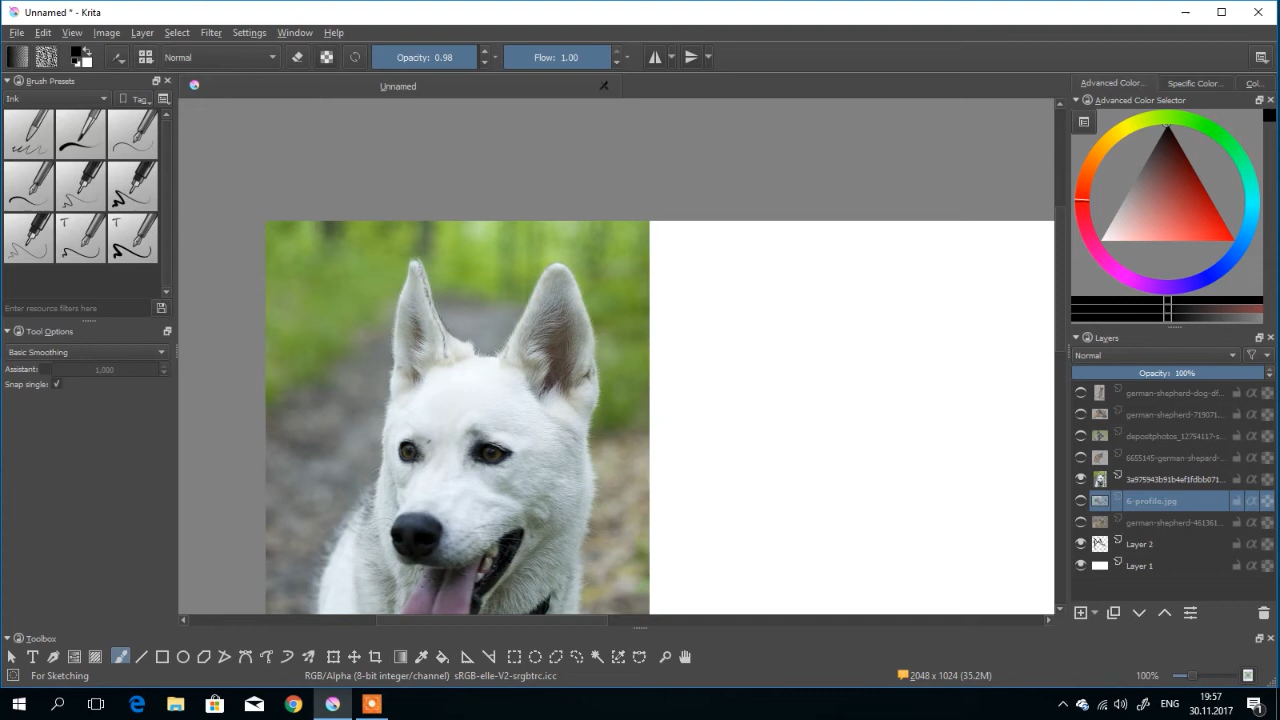 Unnamed * - Krita
File Edit View Image Layer Select Filter Settings Window Help
Normal
Opacity: 0.98
Flow: 1.00
Brush Presets
Unnamed
Advanced Color... Specific Color... Col...
Ink
Tag
Advanced Color Selector
T T
Enter resource filters here
Tool Options
Basic Smoothing
Assistant: 1,000
Snap single:
Layers
Normal
Opacity: 100%
german-shepherd-dog-df...
german-shepherd-719071...
depositphotos_12754117-s...
6655145-german-shepard-...
3a975943b91b4ef1fdbb071...
6-profile.jpg
german-shepherd-461361...
Layer 2
Layer 1
Toolbox
For Sketching
RGB/Alpha (8-bit integer/channel) sRGB-elle-V2-srgbtrc.icc
2048 x 1024 (35.2M)
100%
ENG
19:57
30.11.2017